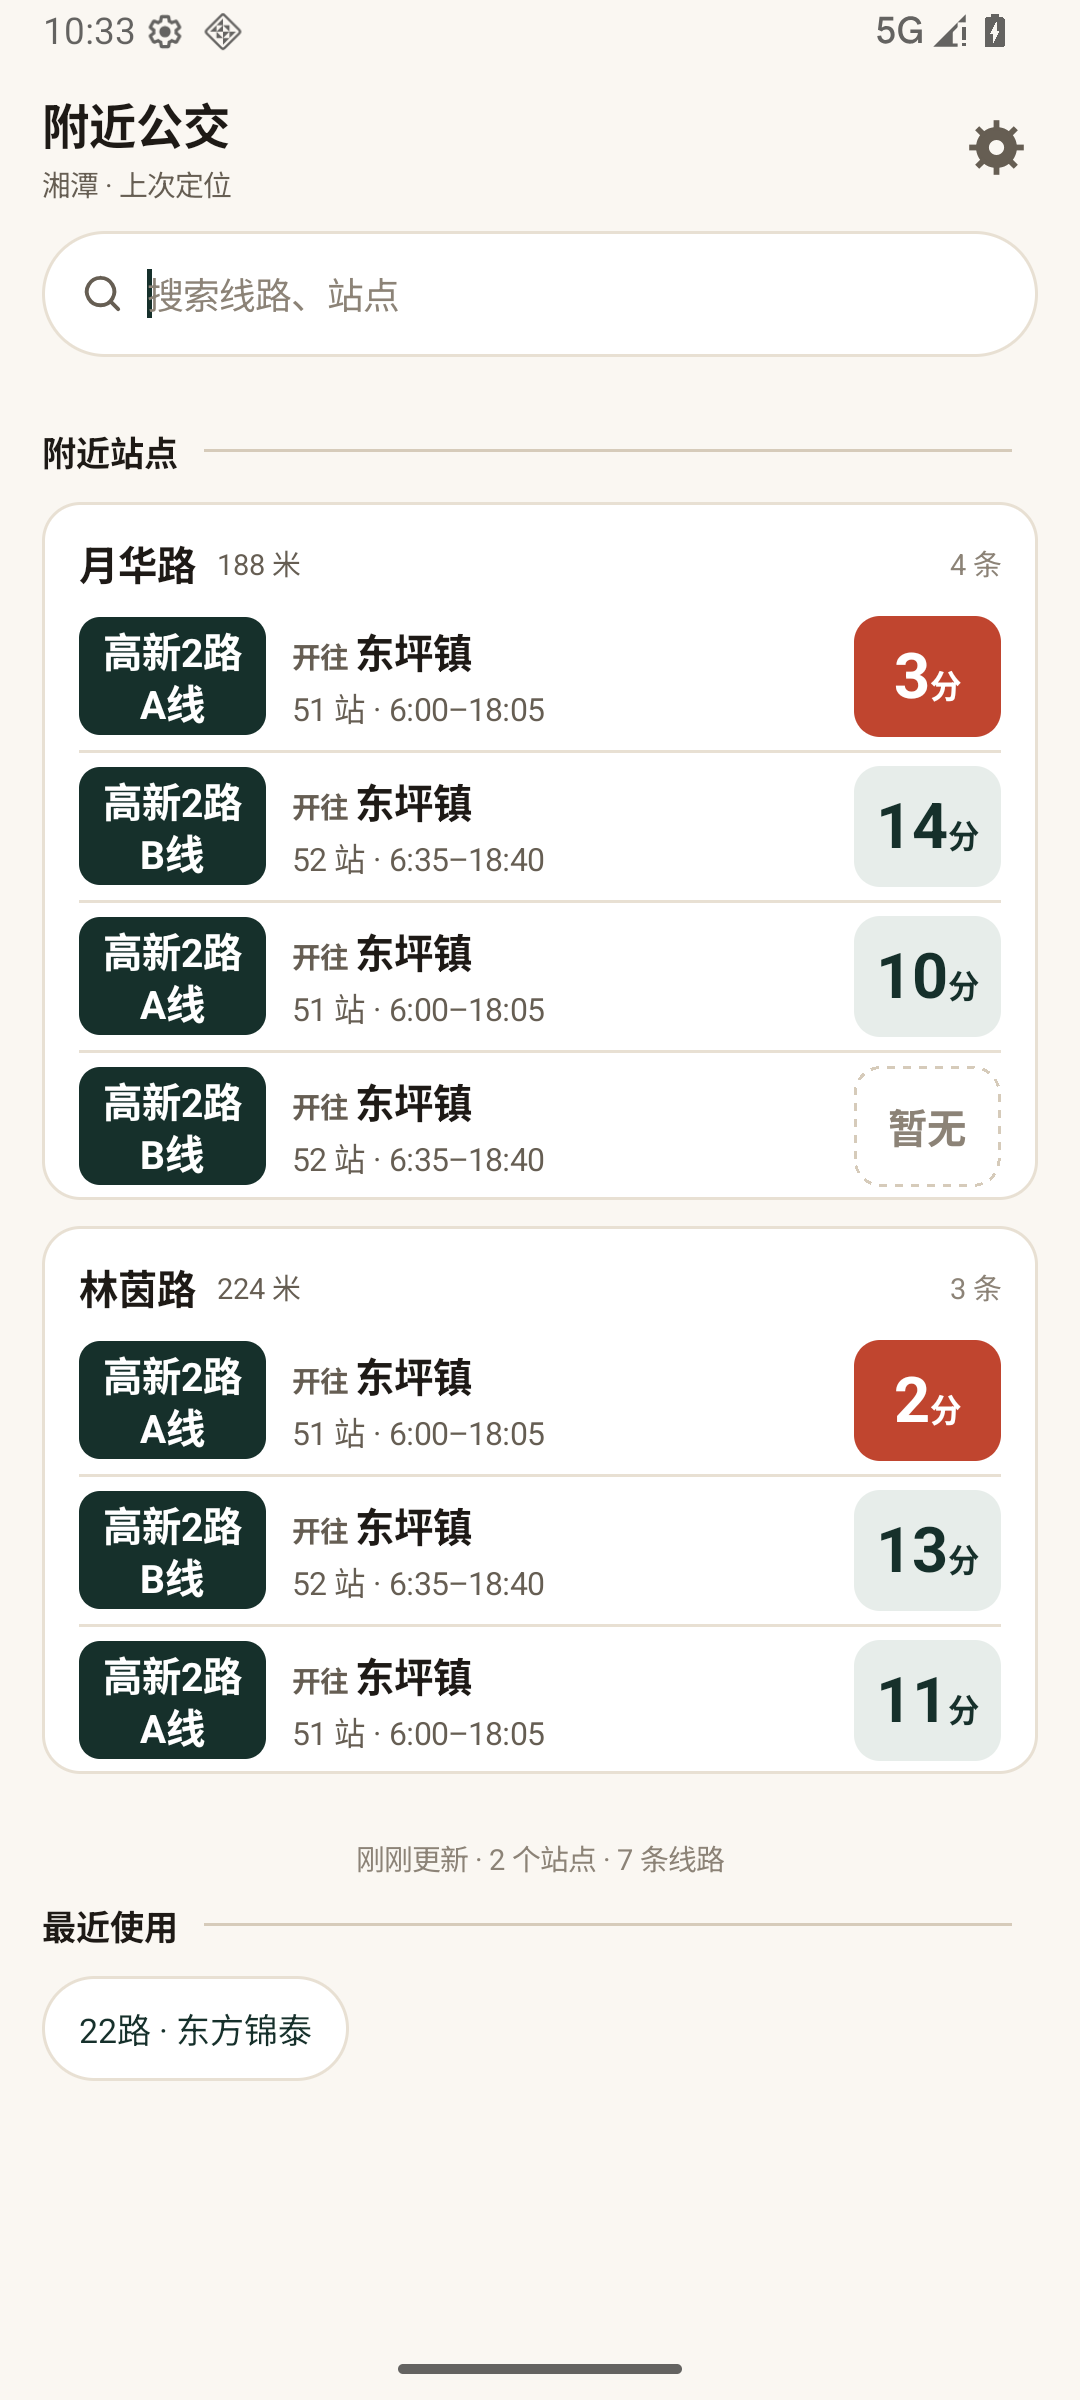 10:33
5G
附近公交
湘潭 · 上次定位
搜索线路、站点
附近站点
月华路 188 米 4 条
高新2路
A线
开往 东坪镇
51 站 · 6:00–18:05
3分
高新2路
B线
开往 东坪镇
52 站 · 6:35–18:40
14分
高新2路
A线
开往 东坪镇
51 站 · 6:00–18:05
10分
高新2路
B线
开往 东坪镇
52 站 · 6:35–18:40
暂无
林茵路 224 米 3 条
高新2路
A线
开往 东坪镇
51 站 · 6:00–18:05
2分
高新2路
B线
开往 东坪镇
52 站 · 6:35–18:40
13分
高新2路
A线
开往 东坪镇
51 站 · 6:00–18:05
11分
刚刚更新 · 2 个站点 · 7 条线路
最近使用
22路 · 东方锦泰